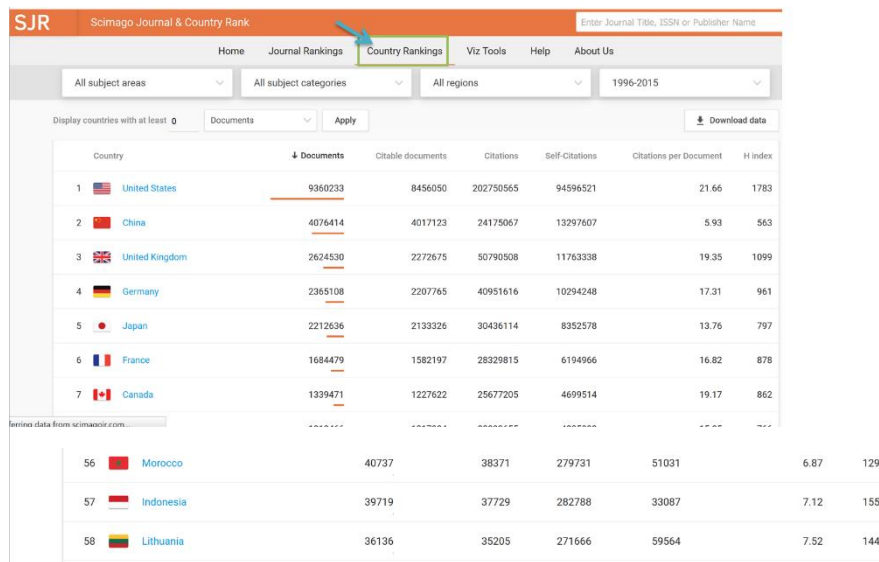 SJR Scimago Journal & Country Rank Enter Journal Title, ISSN or Publisher Name
Home Journal Rankings Country Rankings Viz Tools Help About Us
All subject areas All subject categories All regions 1996-2015
Display countries with at least 0 Documents Apply Download data
Country ↓ Documents Citable documents Citations Self-Citations Citations per Document H index
1 United States 9360233 8456050 202750565 94596521 21.66 1783
2 China 4076414 4017123 24175067 13297607 5.93 563
3 United Kingdom 2624530 2272675 50790508 11763338 19.35 1099
4 Germany 2365108 2207765 40951616 10294248 17.31 961
5 Japan 2212636 2133326 30436114 8352578 13.76 797
6 France 1684479 1582197 28329815 6194966 16.82 878
7 Canada 1339471 1227622 25677205 4699514 19.17 862
ferring data from scimagojr.com...
56 Morocco 40737 38371 279731 51031 6.87 129
57 Indonesia 39719 37729 282788 33087 7.12 155
58 Lithuania 36136 35205 271666 59564 7.52 144